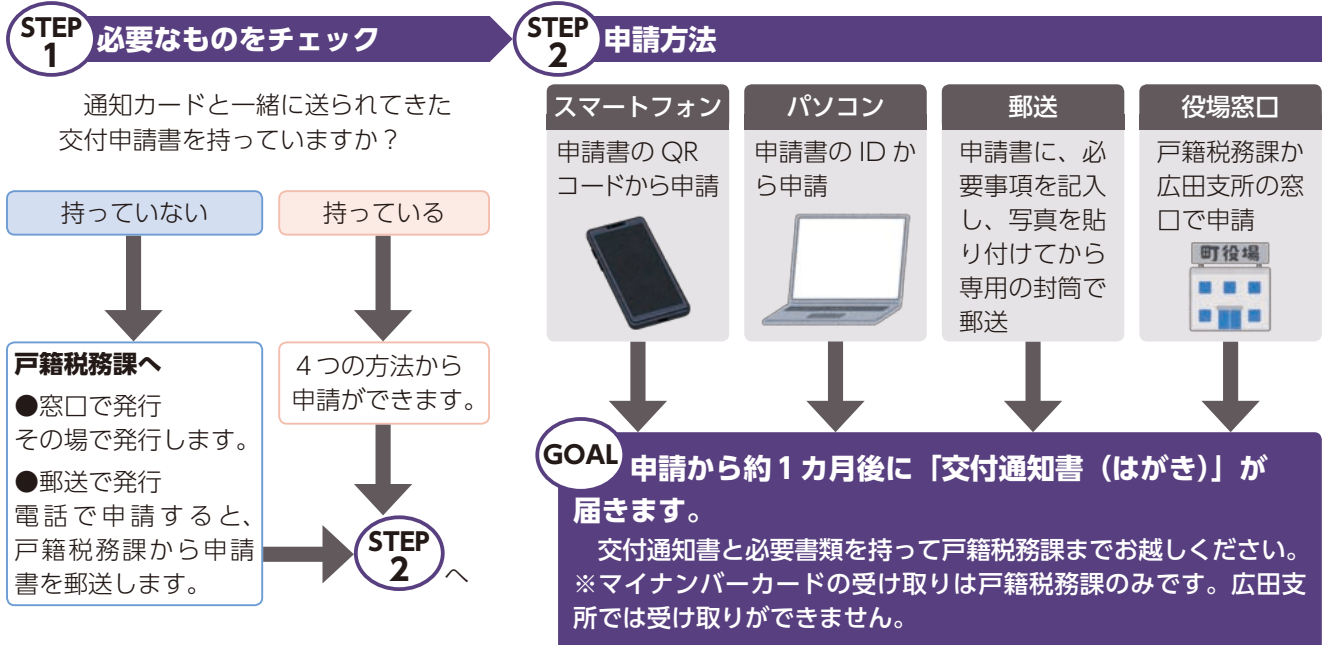 STEP
1
必要なものをチェック
通知カードと一緒に送られてきた
交付申請書を持っていますか？
持っていない
持っている
戸籍税務課へ
●窓口で発行
その場で発行します。
●郵送で発行
電話で申請すると、
戸籍税務課から申請
書を郵送します。
４つの方法から
申請ができます。
STEP
2
へ
STEP
2
申請方法
スマートフォン
申請書の QR
コードから申請
パソコン
申請書の ID か
ら申請
郵送
申請書に、必
要事項を記入
し、写真を貼
り付けてから
専用の封筒で
郵送
役場窓口
戸籍税務課か
広田支所の窓
口で申請
町役場
GOAL
申請から約１カ月後に「交付通知書（はがき）」が
届きます。
交付通知書と必要書類を持って戸籍税務課までお越しください。
※マイナンバーカードの受け取りは戸籍税務課のみです。広田支
所では受け取りができません。